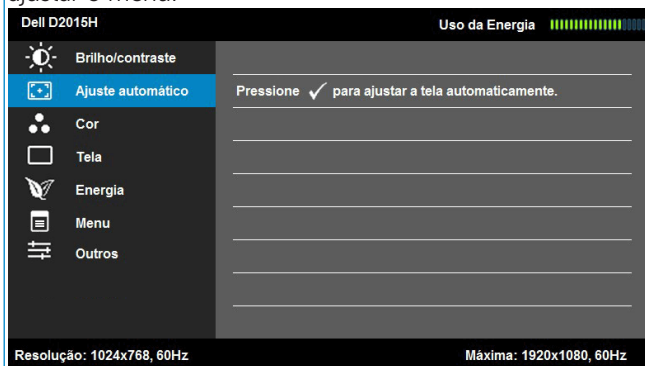 ajustar o menu.
Dell D2015H Uso da Energia
Brilho/contraste
Ajuste automático Pressione ✓ para ajustar a tela automaticamente.
Cor
Tela
Energia
Menu
Outros
Resolução: 1024x768, 60Hz Máxima: 1920x1080, 60Hz